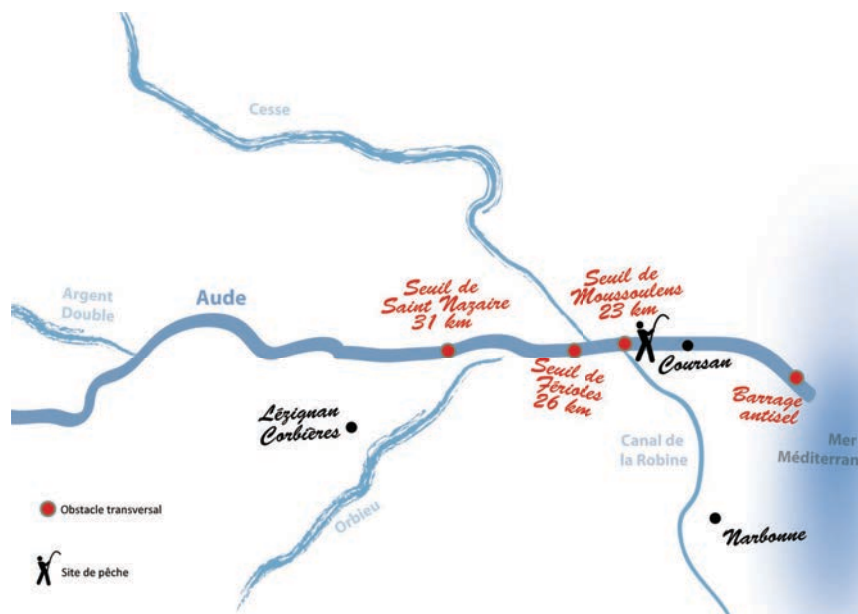 Cesse
Argent
Double
Aude
Seuil de
Saint Nazaire
31 km
Seuil de
Moussoulens
23 km
Seuil de
Férioles
26 km
Coursan
Barrage
antisel
Lézignan
Corbières
Canal de
la Robine
Mer
Méditerran
Orbieu
Narbonne
Obstacle transversal
Site de pêche